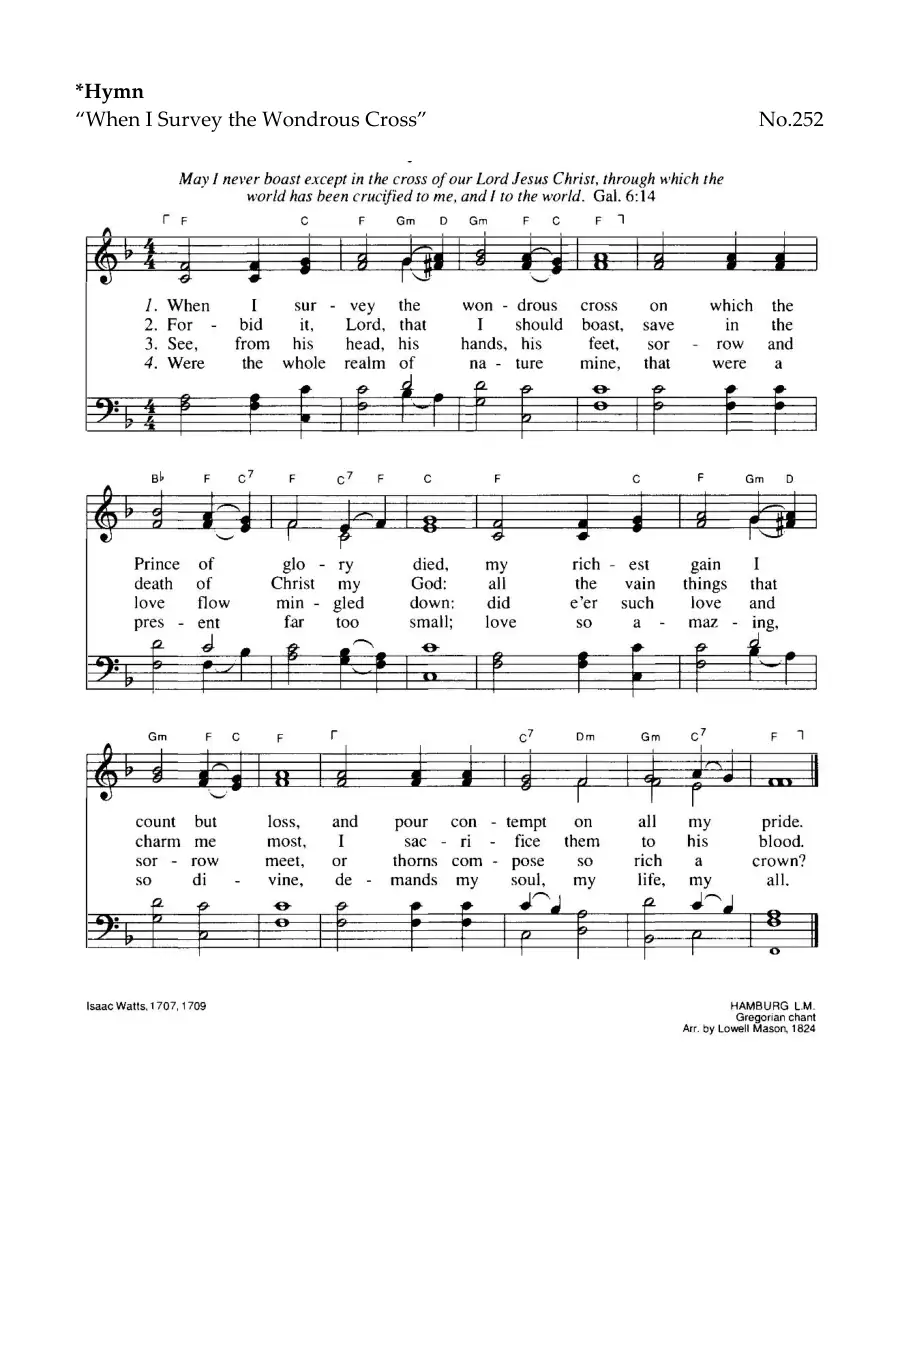 *Hymn
“When I Survey the Wondrous Cross” No.252
May I never boast except in the cross of our Lord Jesus Christ, through which the
world has been crucified to me, and I to the world. Gal. 6:14
F C F Gm D Gm F C F
1. When I sur - vey the won - drous cross on which the
2. For - bid it, Lord, that I should boast, save in the
3. See, from his head, his hands, his feet, sor - row and
4. Were the whole realm of na - ture mine, that were a
B♭ F C7 F C7 F C F C F Gm D
Prince of glo - ry died, my rich - est gain I
death of Christ my God: all the vain things that
love flow min - gled down: did e'er such love and
pres - ent far too small; love so a - maz - ing,
Gm F C F C7 Dm Gm C7 F
count but loss, and pour con - tempt on all my pride.
charm me most, I sac - ri - fice them to his blood.
sor - row meet, or thorns com - pose so rich a crown?
so di - vine, de - mands my soul, my life, my all.
Isaac Watts, 1707, 1709 HAMBURG L.M.
Gregorian chant
Arr. by Lowell Mason, 1824